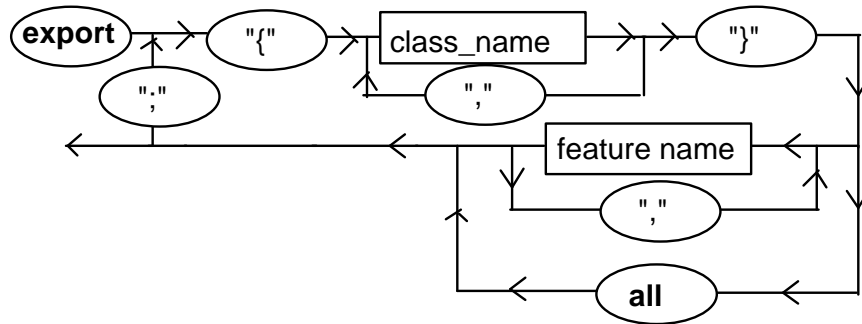 export "{" class_name "}"
";" ","
feature name
","
all